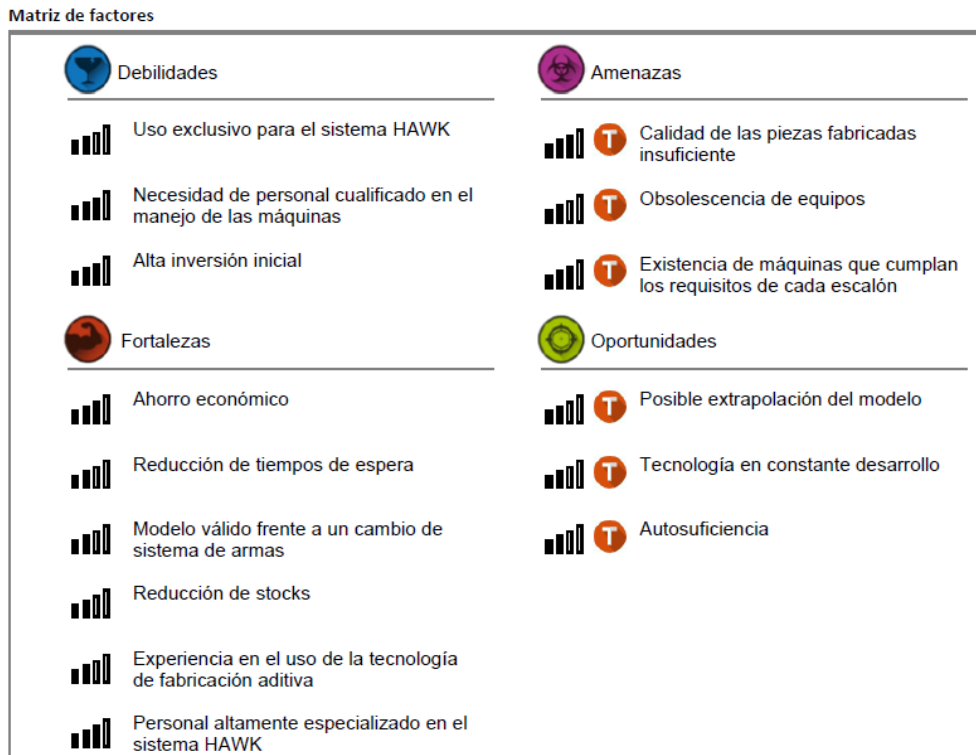 Matriz de factores
Debilidades
Uso exclusivo para el sistema HAWK
Necesidad de personal cualificado en el
manejo de las máquinas
Alta inversión inicial
Amenazas
T
Calidad de las piezas fabricadas
insuficiente
T
Obsolescencia de equipos
T
Existencia de máquinas que cumplan
los requisitos de cada escalón
Fortalezas
Ahorro económico
Reducción de tiempos de espera
Modelo válido frente a un cambio de
sistema de armas
Reducción de stocks
Experiencia en el uso de la tecnología
de fabricación aditiva
Personal altamente especializado en el
sistema HAWK
Oportunidades
T
Posible extrapolación del modelo
T
Tecnología en constante desarrollo
T
Autosuficiencia